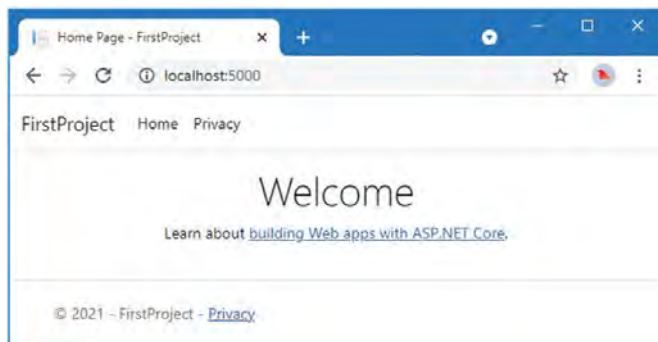 Home Page - FirstProject
localhost:5000
FirstProject Home Privacy
Welcome
Learn about building Web apps with ASP.NET Core.
© 2021 - FirstProject - Privacy